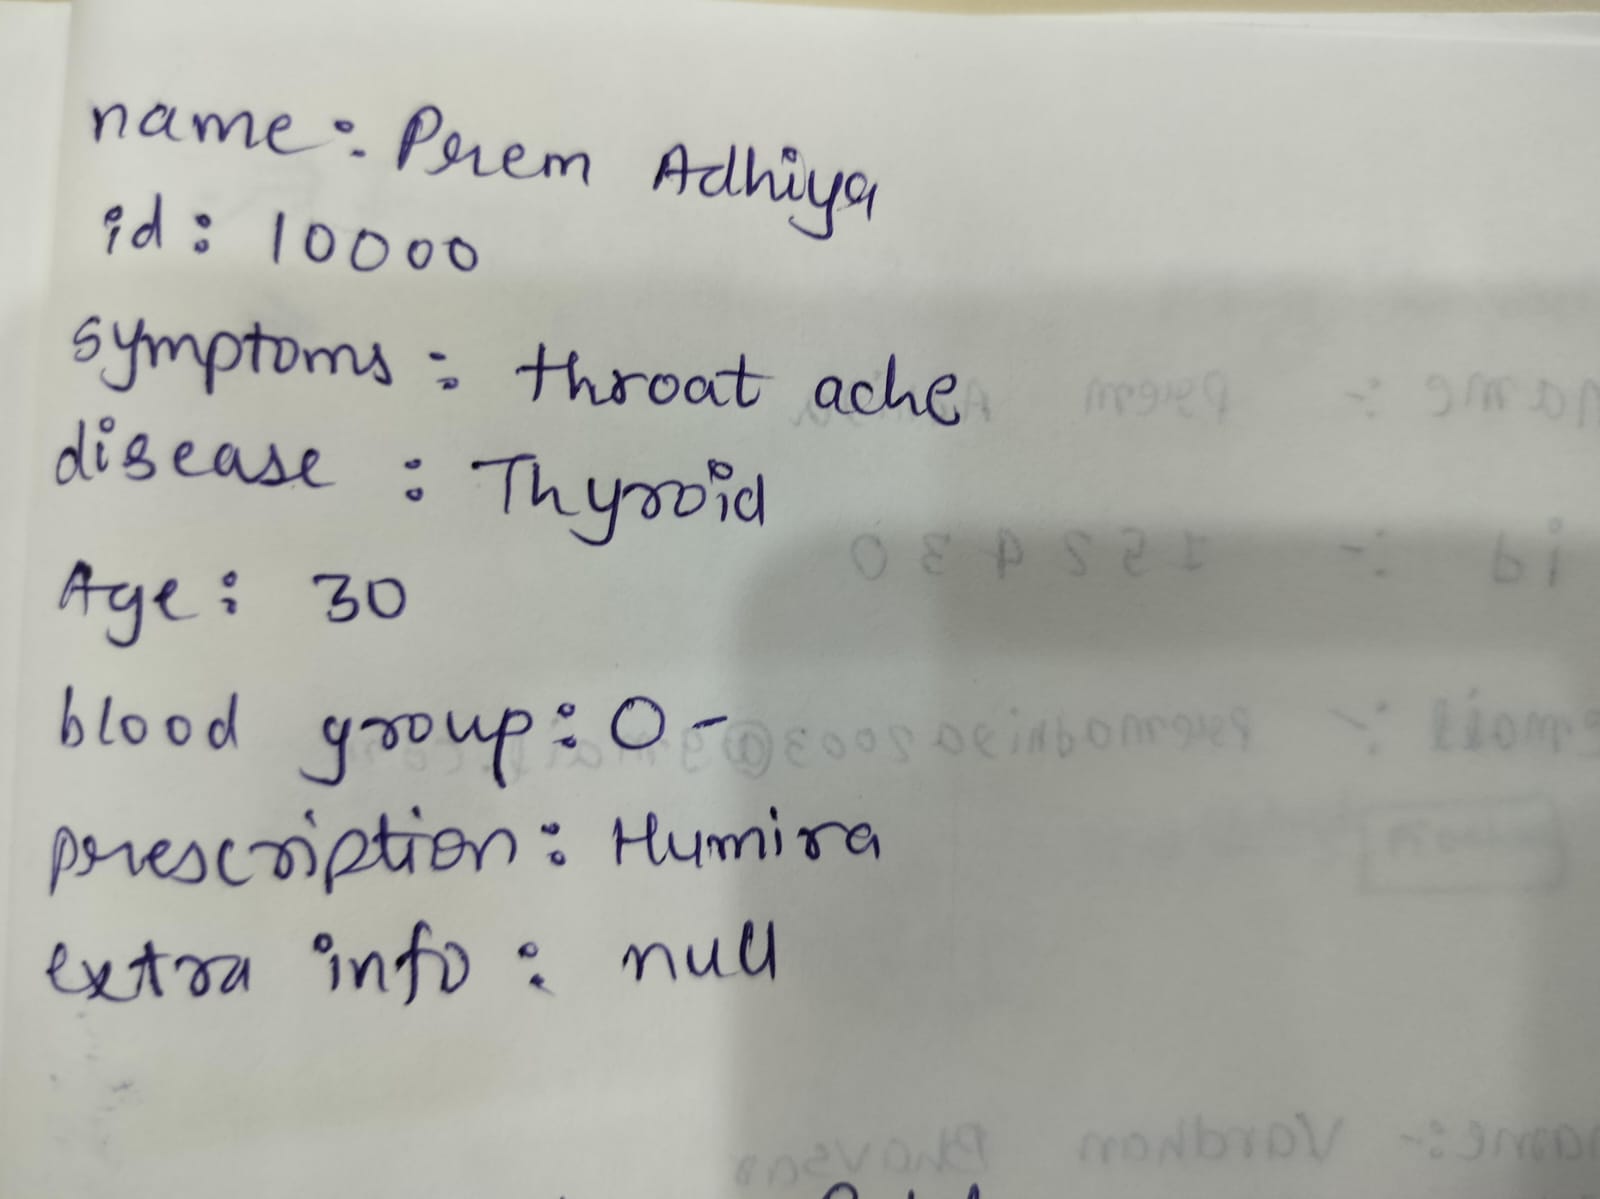 name: Prem Adhiya
id: 10000
symptoms: throat ache
disease: Thyroid
Age: 30
blood group: O-
prescription: Humira
extra info: null